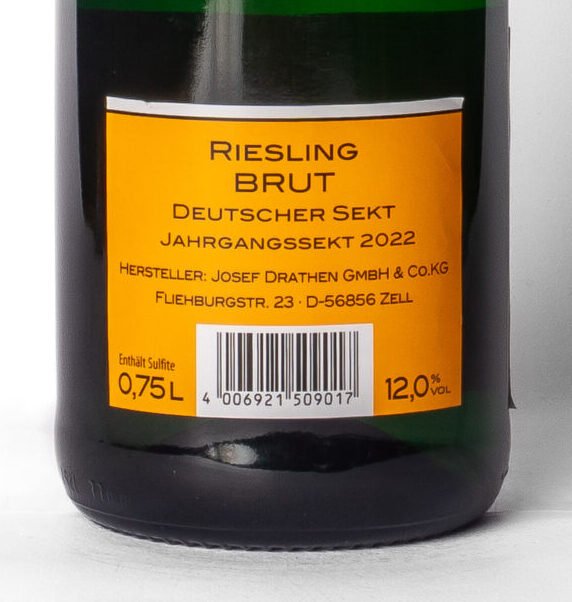 Riesling
BRUT
Deutscher Sekt
Jahrgangssekt 2022
Hersteller: Josef Drathen GmbH & Co.KG
Fliehburgstr. 23 · D-56856 Zell
Enthält Sulfite
0,75 L
4 006921 509017
12,0 % VOL